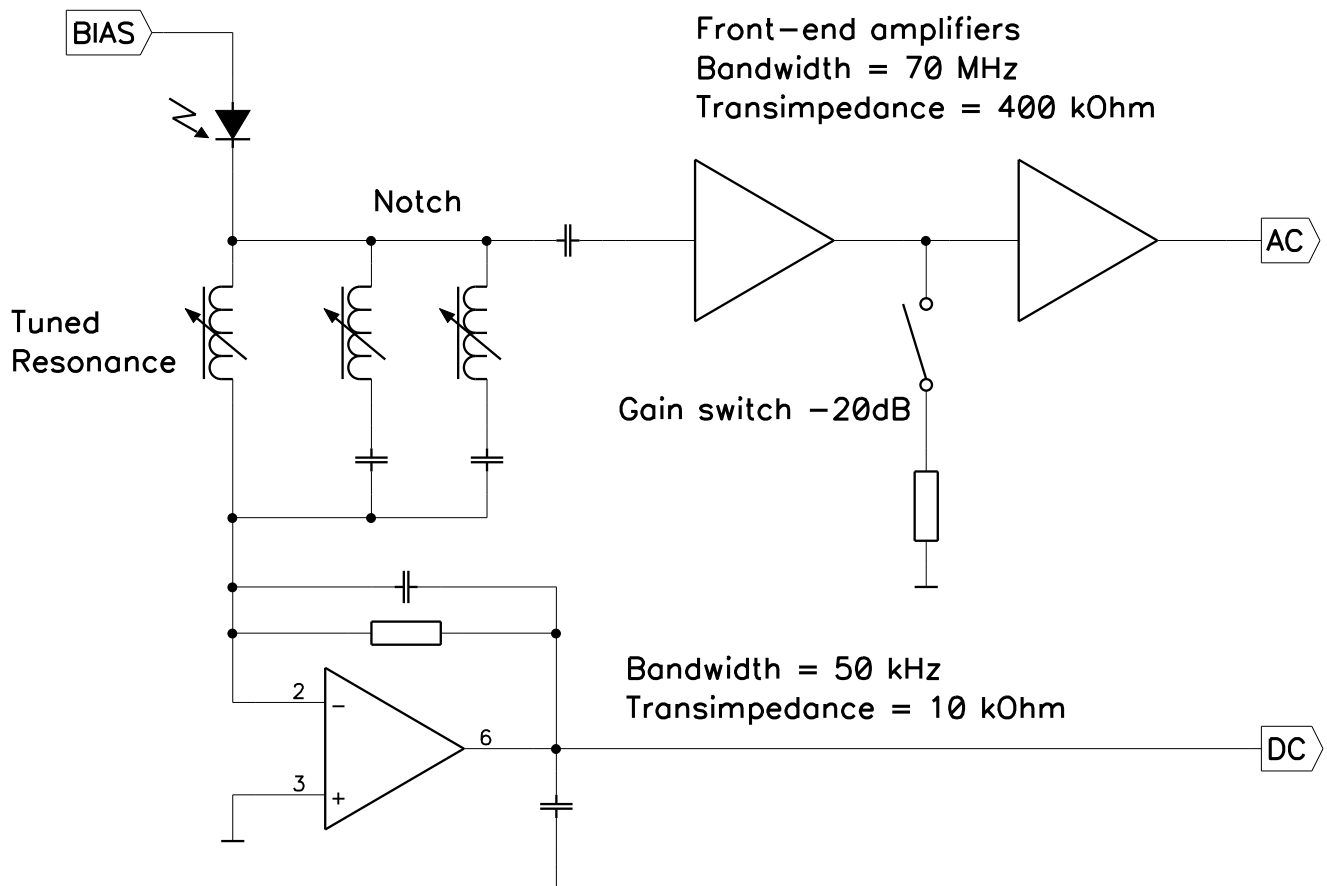 BIAS
Front-end amplifiers
Bandwidth = 70 MHz
Transimpedance = 400 kOhm
Notch
AC
Tuned
Resonance
Gain switch -20dB
Bandwidth = 50 kHz
Transimpedance = 10 kOhm
2
-
6
DC
3
+